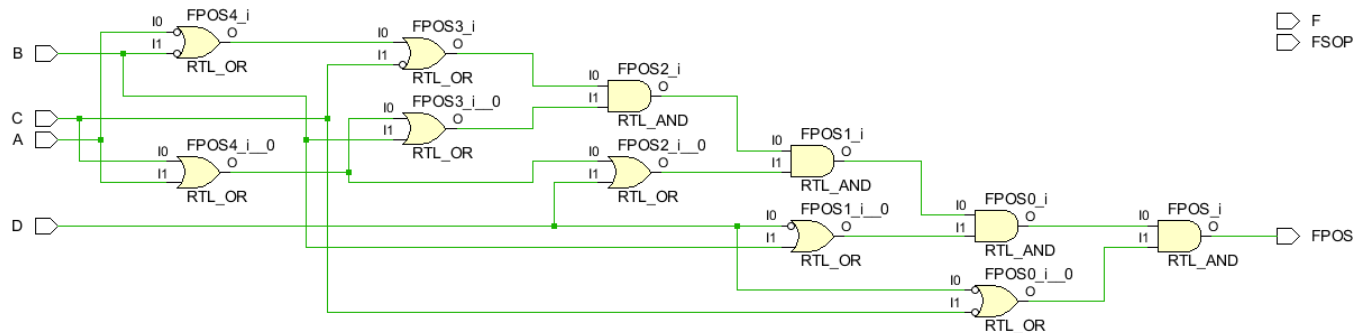 FPOS4_i
I0
O
I1
RTL_OR
FPOS3_i
I0
O
I1
RTL_OR
F
FSOP
B
FPOS2_i
I0
O
I1
RTL_AND
FPOS3_i__0
I0
O
I1
RTL_OR
C
A
FPOS4_i__0
I0
O
I1
RTL_OR
FPOS1_i
I0
O
I1
RTL_AND
FPOS2_i__0
I0
O
I1
RTL_OR
D
FPOS0_i
I0
O
I1
RTL_AND
FPOS_i
I0
O
I1
RTL_AND
FPOS
FPOS1_i__0
I0
O
I1
RTL_OR
FPOS0_i__0
I0
O
I1
RTL_OR